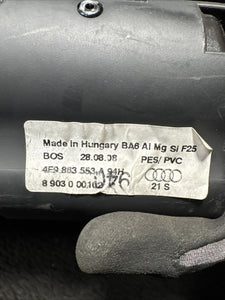 Made in Hungary BA6 Al Mg Si F25
BOS 28.08.08 PES/ PVC
4F9 863 553
8 903 0 00102
21 S